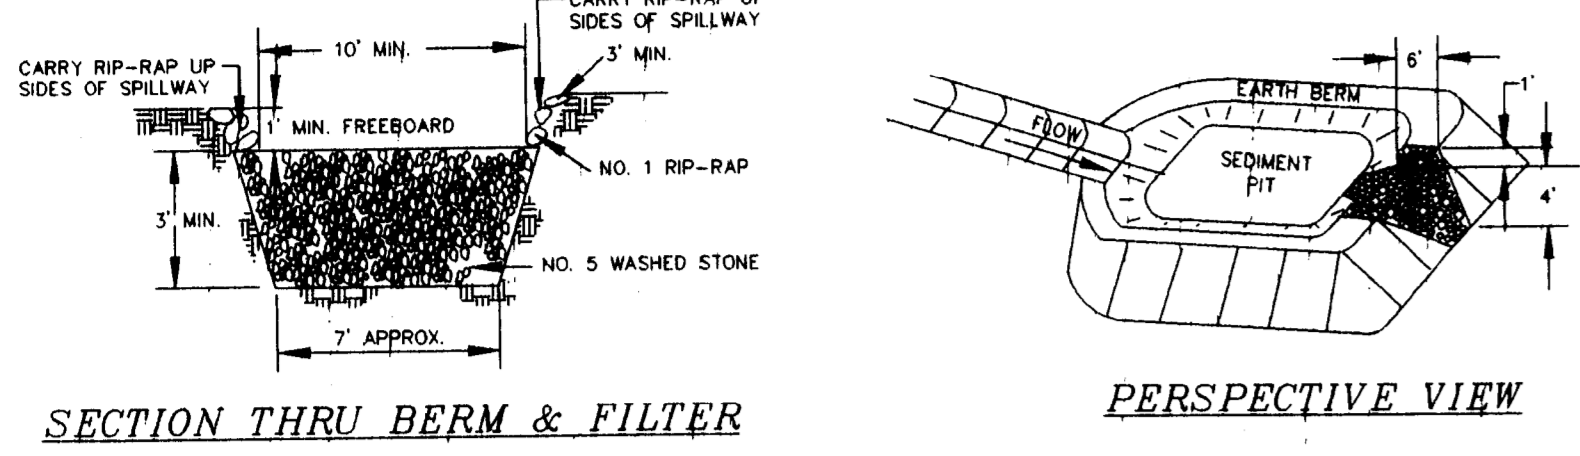 CARRY RIP-RAP UP
SIDES OF SPILLWAY
10' MIN.
3' MIN.
CARRY RIP-RAP UP
SIDES OF SPILLWAY
1' MIN. FREEBOARD
NO. 1 RIP-RAP
3' MIN.
NO. 5 WASHED STONE
7' APPROX.
SECTION THRU BERM & FILTER
6'
EARTH BERM
1'
FLOW
SEDIMENT
PIT
4'
PERSPECTIVE VIEW